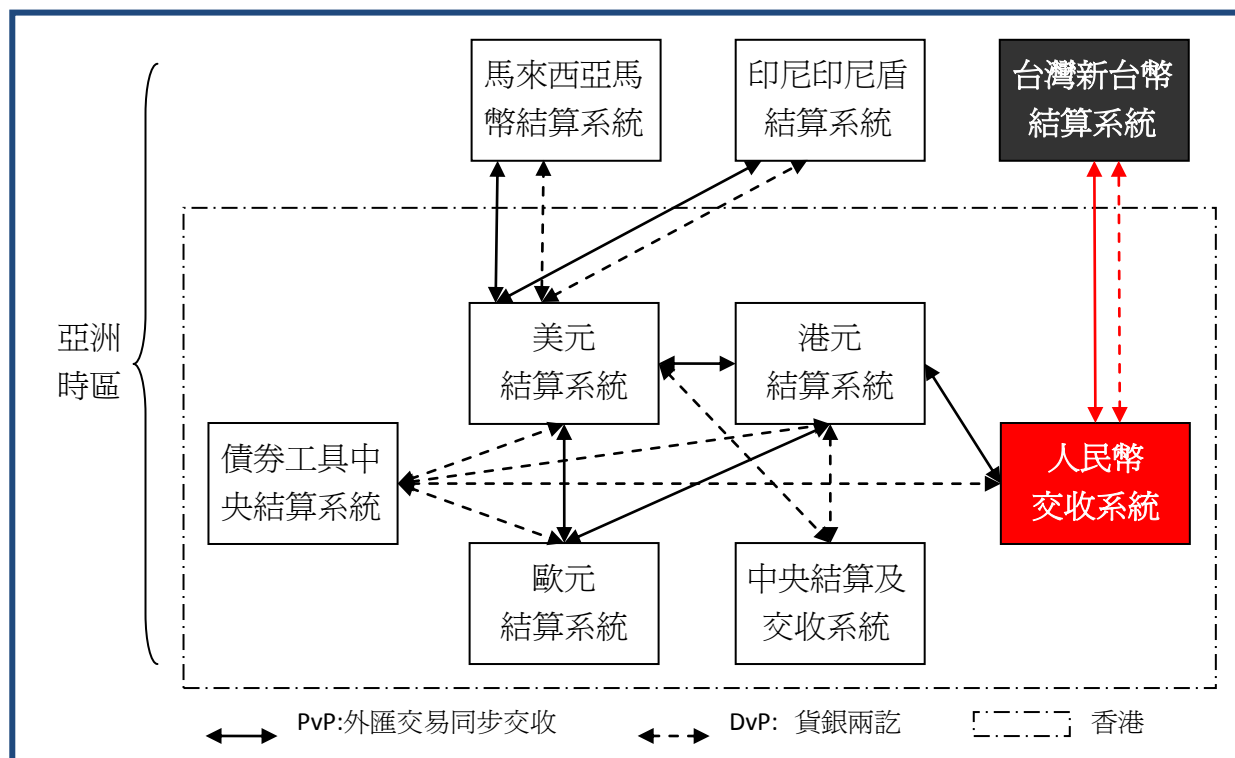 馬來西亞馬
幣結算系統
印尼印尼盾
結算系統
台灣新台幣
結算系統
亞洲
時區
美元
結算系統
港元
結算系統
債券工具中
央結算系統
人民幣
交收系統
歐元
結算系統
中央結算及
交收系統
PvP:外匯交易同步交收
DvP: 貨銀兩訖
香港